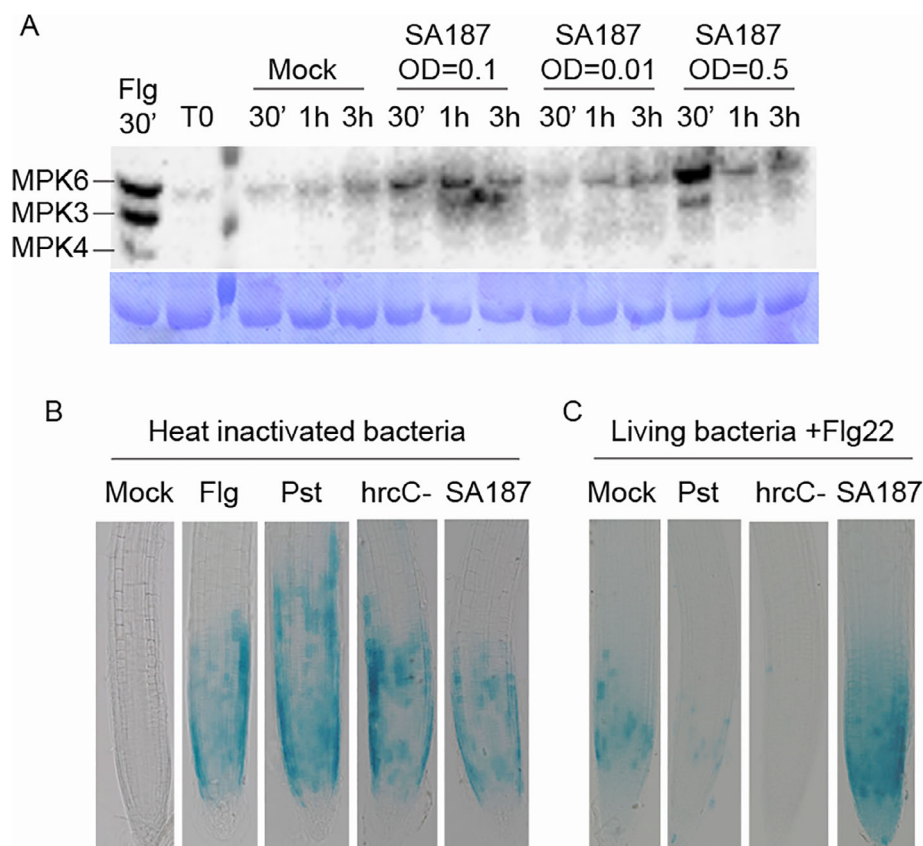 A
SA187 SA187 SA187
Mock OD=0.1 OD=0.01 OD=0.5
Flg
30' T0 30' 1h 3h 30' 1h 3h 30' 1h 3h 30' 1h 3h
MPK6
MPK3
MPK4
B
Heat inactivated bacteria
Mock Flg Pst hrcC- SA187
C
Living bacteria +Flg22
Mock Pst hrcC- SA187